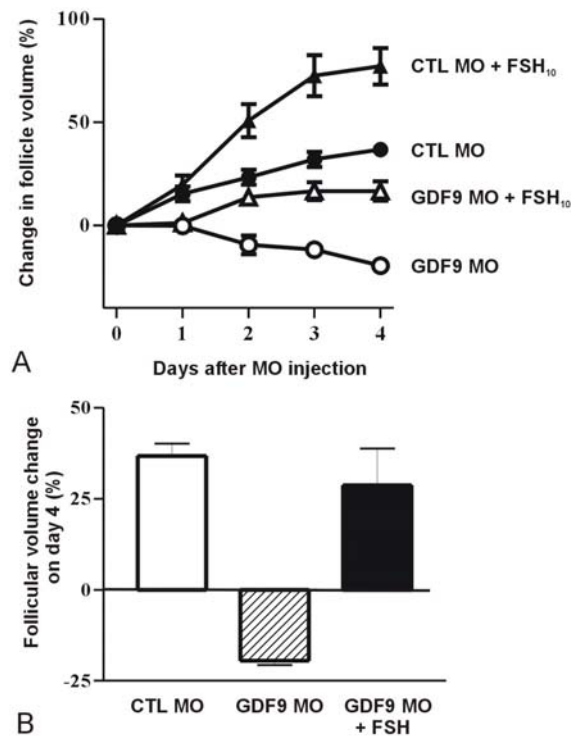 100
50
0
Change in follicle volume (%)
CTL MO + FSH₁₀
CTL MO
GDF9 MO + FSH₁₀
GDF9 MO
0 1 2 3 4
Days after MO injection
A
50
25
0
-25
Follicular volume change
on day 4 (%)
CTL MO GDF9 MO GDF9 MO
+ FSH
B